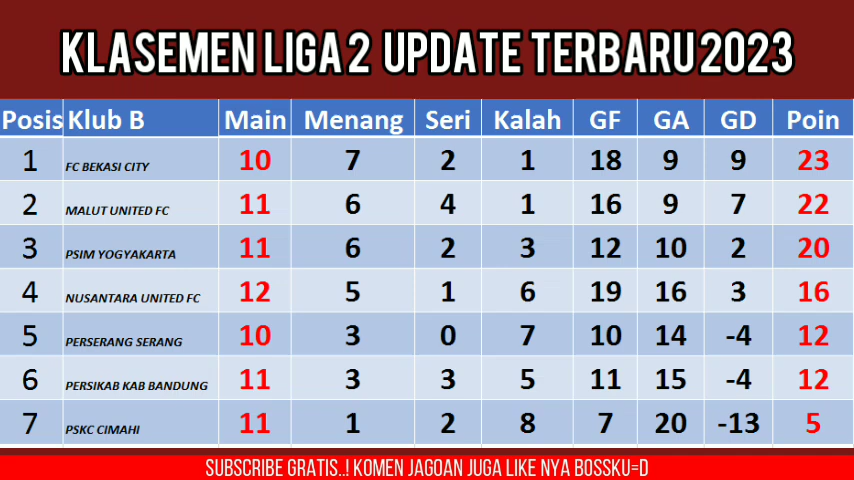 KLASEMEN LIGA 2 UPDATE TERBARU 2023
Posis Klub B Main Menang Seri Kalah GF GA GD Poin
1 FC BEKASI CITY 10 7 2 1 18 9 9 23
2 MALUT UNITED FC 11 6 4 1 16 9 7 22
3 PSIM YOGYAKARTA 11 6 2 3 12 10 2 20
4 NUSANTARA UNITED FC 12 5 1 6 19 16 3 16
5 PERSERANG SERANG 10 3 0 7 10 14 -4 12
6 PERSIKAB KAB BANDUNG 11 3 3 5 11 15 -4 12
7 PSKC CIMAHI 11 1 2 8 7 20 -13 5
SUBSCRIBE GRATIS..! KOMEN JAGOAN JUGA LIKE NYA BOSSKU=D